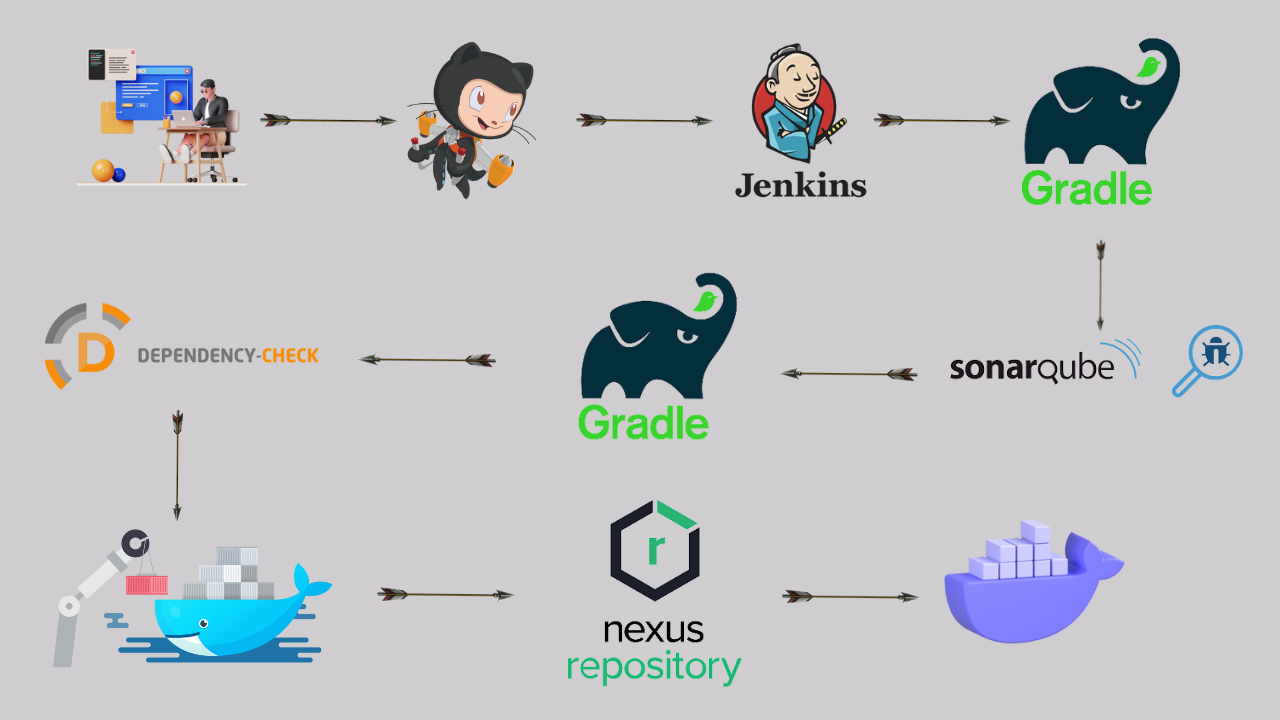 Jenkins
Gradle
DEPENDENCY-CHECK
Gradle
sonarqube
nexus
repository